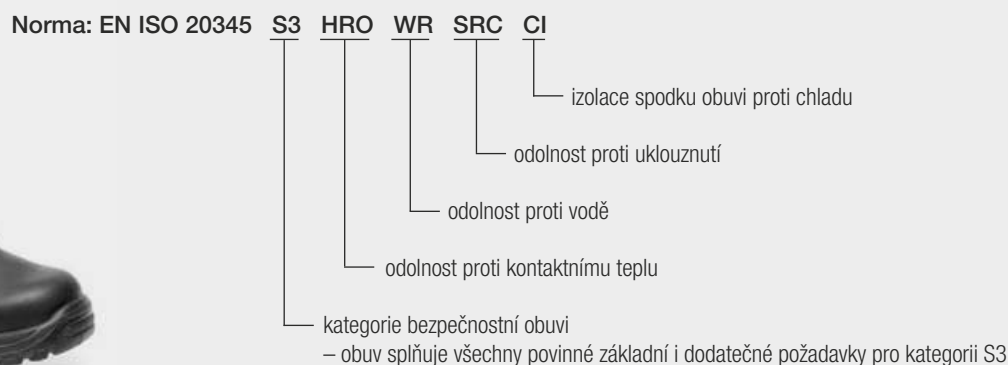 Norma: EN ISO 20345 S3 HRO WR SRC CI
izolace spodku obuvi proti chladu
odolnost proti uklouznutí
odolnost proti vodě
odolnost proti kontaktnímu teplu
kategorie bezpečnostní obuvi
– obuv splňuje všechny povinné základní i dodatečné požadavky pro kategorii S3